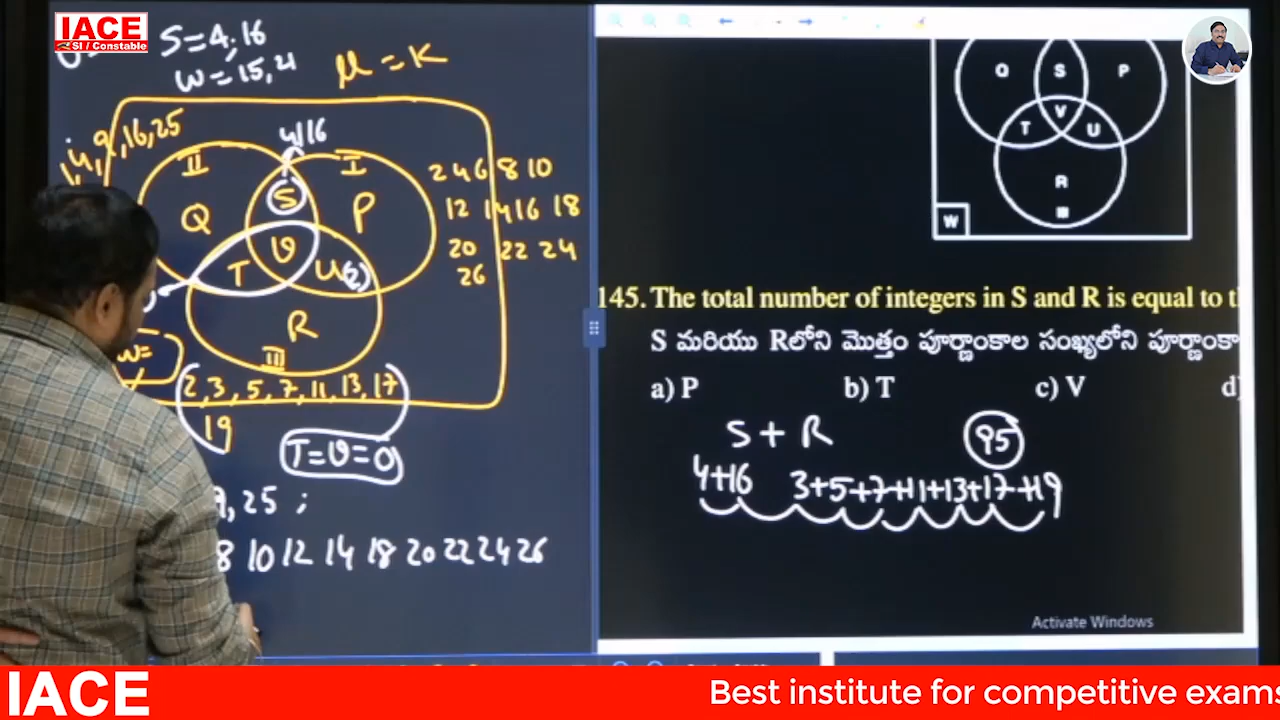 IACE
SI / Constable
S=4,16
W=15,21
μ=K
1,4,9,16,25
4,16
II
I
2 4 6 8 10
Q
S
P
12 14 16 18
V
20 22 24
T
U(2)
26
R
W=
III
2,3,5,7,11,13,17
19
T=V=0
9,25 ;
8 10 12 14 18 20 22 24 26
Q S P
V
T U
R
III
W
145. The total number of integers in S and R is equal to
S మరియు Rలోని మొత్తం పూర్ణాంకాల సంఖ్యలోని
a) P b) T c) V d)
S+R 95
4+16 3+5+7+11+13+17+19
Activate Windows
IACE Best institute for competitive exams